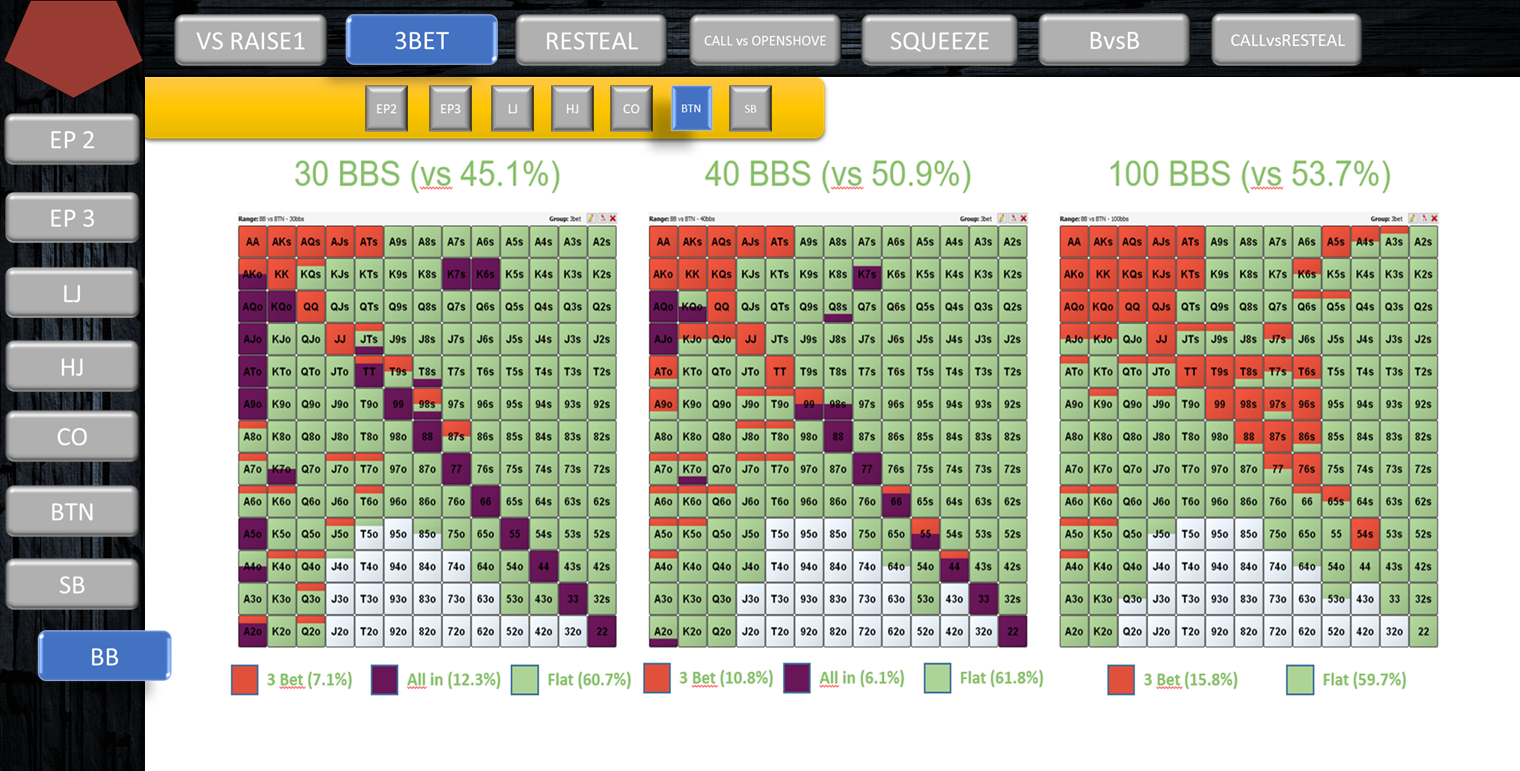 VS RAISE1 3BET RESTEAL CALL vs OPENSHOVE SQUEEZE BvsB CALLvsRESTEAL
EP2 EP3 LJ HJ CO BTN SB
EP 2
EP 3
LJ
HJ
CO
BTN
SB
BB
30 BBS (vs 45.1%)
Range: BB vs BTN - 30bbs Group: 3bet
AA AKs AQs AJs ATs A9s A8s A7s A6s A5s A4s A3s A2s
AKo KK KQs KJs KTs K9s K8s K7s K6s K5s K4s K3s K2s
AQo KQo QQ QJs QTs Q9s Q8s Q7s Q6s Q5s Q4s Q3s Q2s
AJo KJo QJo JJ JTs J9s J8s J7s J6s J5s J4s J3s J2s
ATo KTo QTo JTo TT T9s T8s T7s T6s T5s T4s T3s T2s
A9o K9o Q9o J9o T9o 99 98s 97s 96s 95s 94s 93s 92s
A8o K8o Q8o J8o T8o 98o 88 87s 86s 85s 84s 83s 82s
A7o K7o Q7o J7o T7o 97o 87o 77 76s 75s 74s 73s 72s
A6o K6o Q6o J6o T6o 96o 86o 76o 66 65s 64s 63s 62s
A5o K5o Q5o J5o T5o 95o 85o 75o 65o 55 54s 53s 52s
A4o K4o Q4o J4o T4o 94o 84o 74o 64o 54o 44 43s 42s
A3o K3o Q3o J3o T3o 93o 83o 73o 63o 53o 43o 33 32s
A2o K2o Q2o J2o T2o 92o 82o 72o 62o 52o 42o 32o 22
3 Bet (7.1%) All in (12.3%) Flat (60.7%)
40 BBS (vs 50.9%)
Range: BB vs BTN - 40bbs Group: 3bet
AA AKs AQs AJs ATs A9s A8s A7s A6s A5s A4s A3s A2s
AKo KK KQs KJs KTs K9s K8s K7s K6s K5s K4s K3s K2s
AQo KQo QQ QJs QTs Q9s Q8s Q7s Q6s Q5s Q4s Q3s Q2s
AJo KJo QJo JJ JTs J9s J8s J7s J6s J5s J4s J3s J2s
ATo KTo QTo JTo TT T9s T8s T7s T6s T5s T4s T3s T2s
A9o K9o Q9o J9o T9o 99 98s 97s 96s 95s 94s 93s 92s
A8o K8o Q8o J8o T8o 98o 88 87s 86s 85s 84s 83s 82s
A7o K7o Q7o J7o T7o 97o 87o 77 76s 75s 74s 73s 72s
A6o K6o Q6o J6o T6o 96o 86o 76o 66 65s 64s 63s 62s
A5o K5o Q5o J5o T5o 95o 85o 75o 65o 55 54s 53s 52s
A4o K4o Q4o J4o T4o 94o 84o 74o 64o 54o 44 43s 42s
A3o K3o Q3o J3o T3o 93o 83o 73o 63o 53o 43o 33 32s
A2o K2o Q2o J2o T2o 92o 82o 72o 62o 52o 42o 32o 22
3 Bet (10.8%) All in (6.1%) Flat (61.8%)
100 BBS (vs 53.7%)
Range: BB vs BTN - 100bbs Group: 3bet
AA AKs AQs AJs ATs A9s A8s A7s A6s A5s A4s A3s A2s
AKo KK KQs KJs KTs K9s K8s K7s K6s K5s K4s K3s K2s
AQo KQo QQ QJs QTs Q9s Q8s Q7s Q6s Q5s Q4s Q3s Q2s
AJo KJo QJo JJ JTs J9s J8s J7s J6s J5s J4s J3s J2s
ATo KTo QTo JTo TT T9s T8s T7s T6s T5s T4s T3s T2s
A9o K9o Q9o J9o T9o 99 98s 97s 96s 95s 94s 93s 92s
A8o K8o Q8o J8o T8o 98o 88 87s 86s 85s 84s 83s 82s
A7o K7o Q7o J7o T7o 97o 87o 77 76s 75s 74s 73s 72s
A6o K6o Q6o J6o T6o 96o 86o 76o 66 65s 64s 63s 62s
A5o K5o Q5o J5o T5o 95o 85o 75o 65o 55 54s 53s 52s
A4o K4o Q4o J4o T4o 94o 84o 74o 64o 54o 44 43s 42s
A3o K3o Q3o J3o T3o 93o 83o 73o 63o 53o 43o 33 32s
A2o K2o Q2o J2o T2o 92o 82o 72o 62o 52o 42o 32o 22
3 Bet (15.8%) Flat (59.7%)